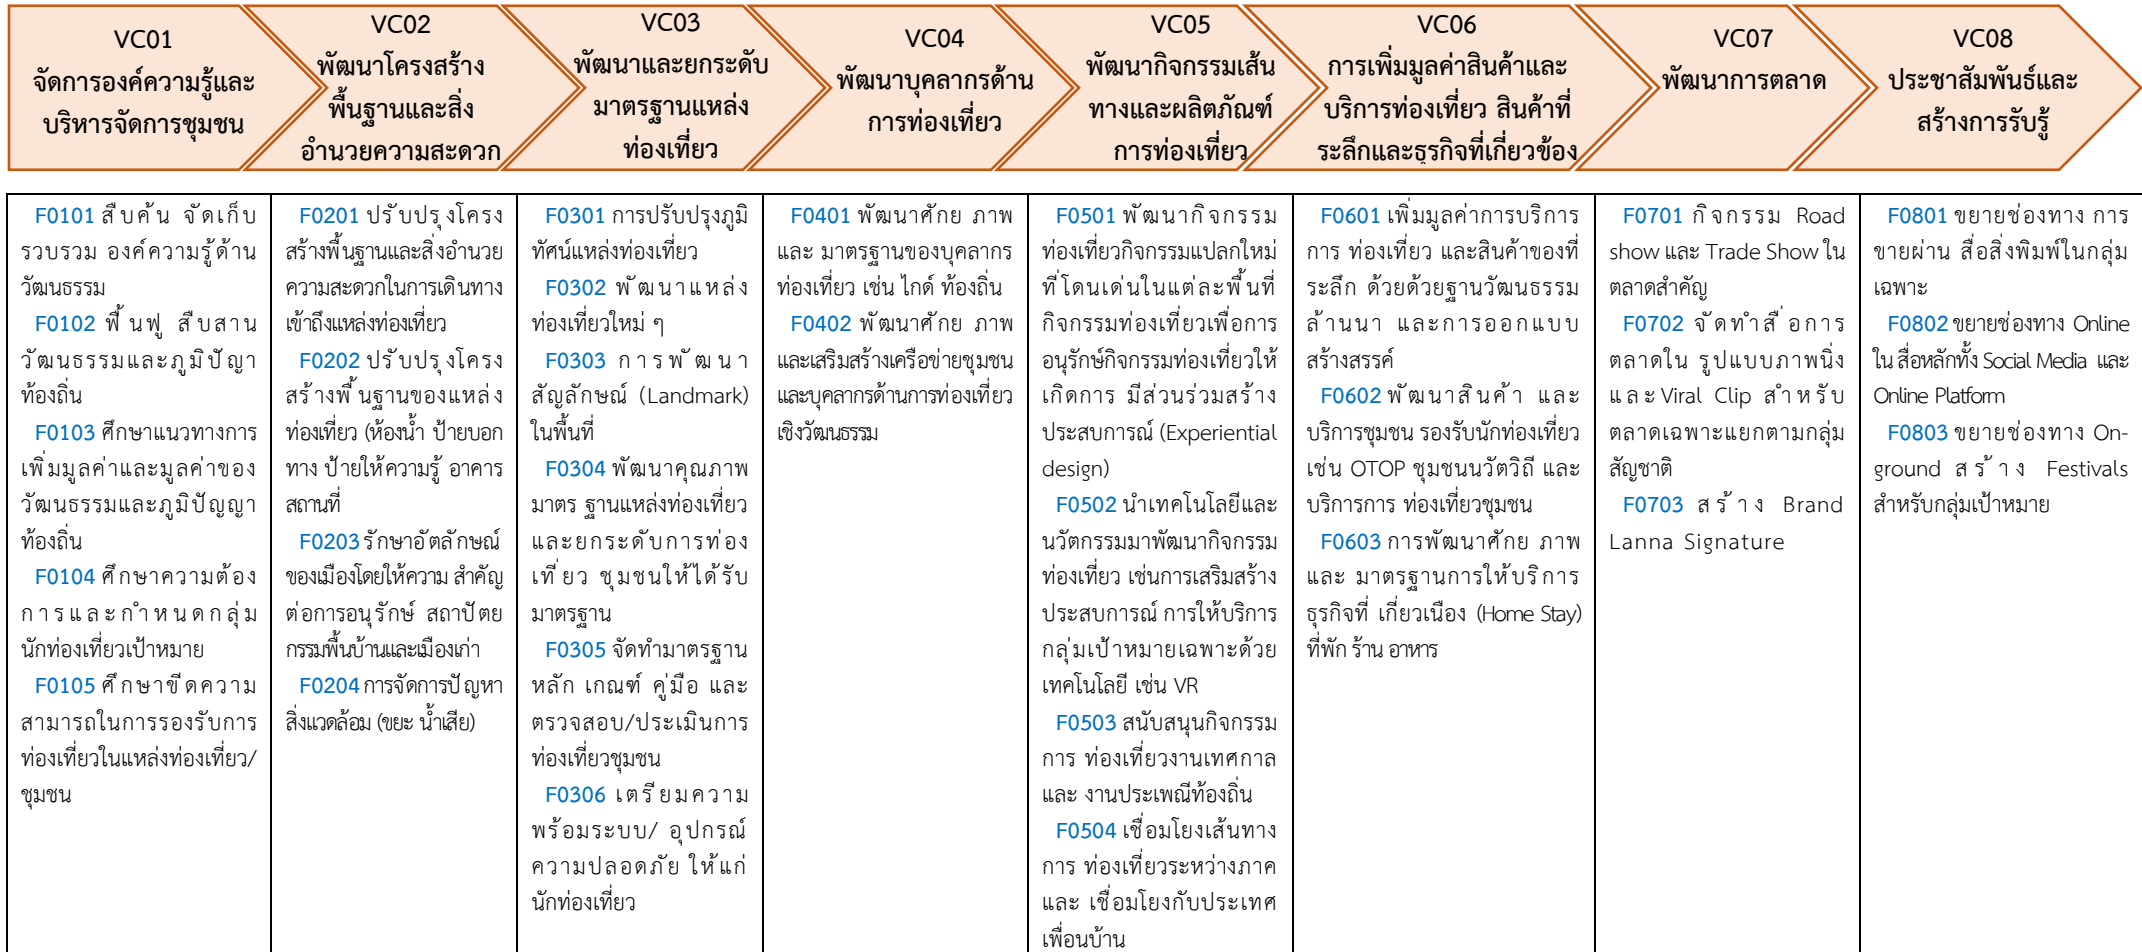 VC01
จัดการองค์ความรู้และ
บริหารจัดการชุมชน
VC02
พัฒนาโครงสร้าง
พื้นฐานและสิ่ง
อำนวยความสะดวก
VC03
พัฒนาและยกระดับ
มาตรฐานแหล่ง
ท่องเที่ยว
VC04
พัฒนาบุคลากรด้าน
การท่องเที่ยว
VC05
พัฒนากิจกรรมเส้น
ทางและผลิตภัณฑ์
การท่องเที่ยว
VC06
การเพิ่มมูลค่าสินค้าและ
บริการท่องเที่ยว สินค้าที่
ระลึกและธุรกิจที่เกี่ยวข้อง
VC07
พัฒนาการตลาด
VC08
ประชาสัมพันธ์และ
สร้างการรับรู้
F0101 สืบค้น จัดเก็บ
รวบรวม องค์ความรู้ด้าน
วัฒนธรรม
F0102 ฟื้นฟู สืบสาน
วัฒนธรรมและภูมิปัญา
ท้องถิ่น
F0103 ศึกษาแนวทางการ
เพิ่มมูลค่าและมูลค่าของ
วัฒนธรรมและภูมิปัญญา
ท้องถิ่น
F0104 ศึกษาความต้อง
การและกำหนดกลุ่ม
นักท่องเที่ยวเป้าหมาย
F0105 ศึกษาขีดความ
สามารถในการรองรับการ
ท่องเที่ยวในแหล่งท่องเที่ยว/
ชุมชน
F0201 ปรับปรุงโครง
สร้างพื้นฐานและสิ่งอำนวย
ความสะดวกในการเดินทาง
เข้าถึงแหล่งท่องเที่ยว
F0202 ปรับปรุงโครง
สร้างพื้นฐานของแหล่ง
ท่องเที่ยว (ห้องน้ำ ป้ายบอก
ทาง ป้ายให้ความรู้ อาคาร
สถานที่
F0203 รักษาอัตลักษณ์
ของเมืองโดยให้ความ สำคัญ
ต่อการอนุรักษ์ สถาปัตย
กรรมพื้นบ้านและเมืองเก่า
F0204 การจัดการปัญหา
สิ่งแวดล้อม (ขยะ น้ำเสีย)
F0301 การปรับปรุงภูมิ
ทัศน์แหล่งท่องเที่ยว
F0302 พัฒนาแหล่ง
ท่องเที่ยวใหม่ ๆ
F0303 การพัฒนา
สัญลักษณ์ (Landmark)
ในพื้นที่
F0304 พัฒนาคุณภาพ
มาตร ฐานแหล่งท่องเที่ยว
และยกระดับการท่อง
เที่ยว ชุมชนให้ได้รับ
มาตรฐาน
F0305 จัดทำมาตรฐาน
หลัก เกณฑ์ คู่มือ และ
ตรวจสอบ/ประเมินการ
ท่องเที่ยวชุมชน
F0306 เตรียมความ
พร้อมระบบ/ อุปกรณ์
ความปลอดภัย ให้แก่
นักท่องเที่ยว
F0401 พัฒนาศักย ภาพ
และ มาตรฐานของบุคลากร
ท่องเที่ยว เช่น ไกด์ ท้องถิ่น
F0402 พัฒนาศักย ภาพ
และเสริมสร้างเครือข่ายชุมชน
และบุคลากรด้านการท่องเที่ยว
เชิงวัฒนธรรม
F0501 พัฒนากิจกรรม
ท่องเที่ยวกิจกรรมแปลกใหม่
ที่โดนเด่นในแต่ละพื้นที่
กิจกรรมท่องเที่ยวเพื่อการ
อนุรักษ์กิจกรรมท่องเที่ยวให้
เกิดการ มีส่วนร่วมสร้าง
ประสบการณ์ (Experiential
design)
F0502 นำเทคโนโลยีและ
นวัตกรรมมาพัฒนากิจกรรม
ท่องเที่ยว เช่นการเสริมสร้าง
ประสบการณ์ การให้บริการ
กลุ่มเป้าหมายเฉพาะด้วย
เทคโนโลยี เช่น VR
F0503 สนับสนุนกิจกรรม
การ ท่องเที่ยวงานเทศกาล
และ งานประเพณีท้องถิ่น
F0504 เชื่อมโยงเส้นทาง
การ ท่องเที่ยวระหว่างภาค
และ เชื่อมโยงกับประเทศ
เพื่อนบ้าน
F0601 เพิ่มมูลค่าการบริการ
การ ท่องเที่ยว และสินค้าของที่
ระลึก ด้วยด้วยฐานวัฒนธรรม
ล้านนา และการออกแบบ
สร้างสรรค์
F0602 พัฒนาสินค้า และ
บริการชุมชน รองรับนักท่องเที่ยว
เช่น OTOP ชุมชนนวัตวิถี และ
บริการการ ท่องเที่ยวชุมชน
F0603 การพัฒนาศักย ภาพ
และ มาตรฐานการให้บริการ
ธุรกิจที่ เกี่ยวเนื่อง (Home Stay)
ที่พัก ร้าน อาหาร
F0701 กิจกรรม Road
show และ Trade Show ใน
ตลาดสำคัญ
F0702 จัดทำสื่อการ
ตลาดใน รูปแบบภาพนิ่ง
และ Viral Clip สำหรับ
ตลาดเฉพาะแยกตามกลุ่ม
สัญชาติ
F0703 สร้าง Brand
Lanna Signature
F0801 ขยายช่องทาง การ
ขายผ่าน สื่อสิ่งพิมพ์ในกลุ่ม
เฉพาะ
F0802 ขยายช่องทาง Online
ใน สื่อหลักทั้ง Social Media และ
Online Platform
F0803 ขยายช่องทาง On-
ground สร้าง Festivals
สำหรับกลุ่มเป้าหมาย